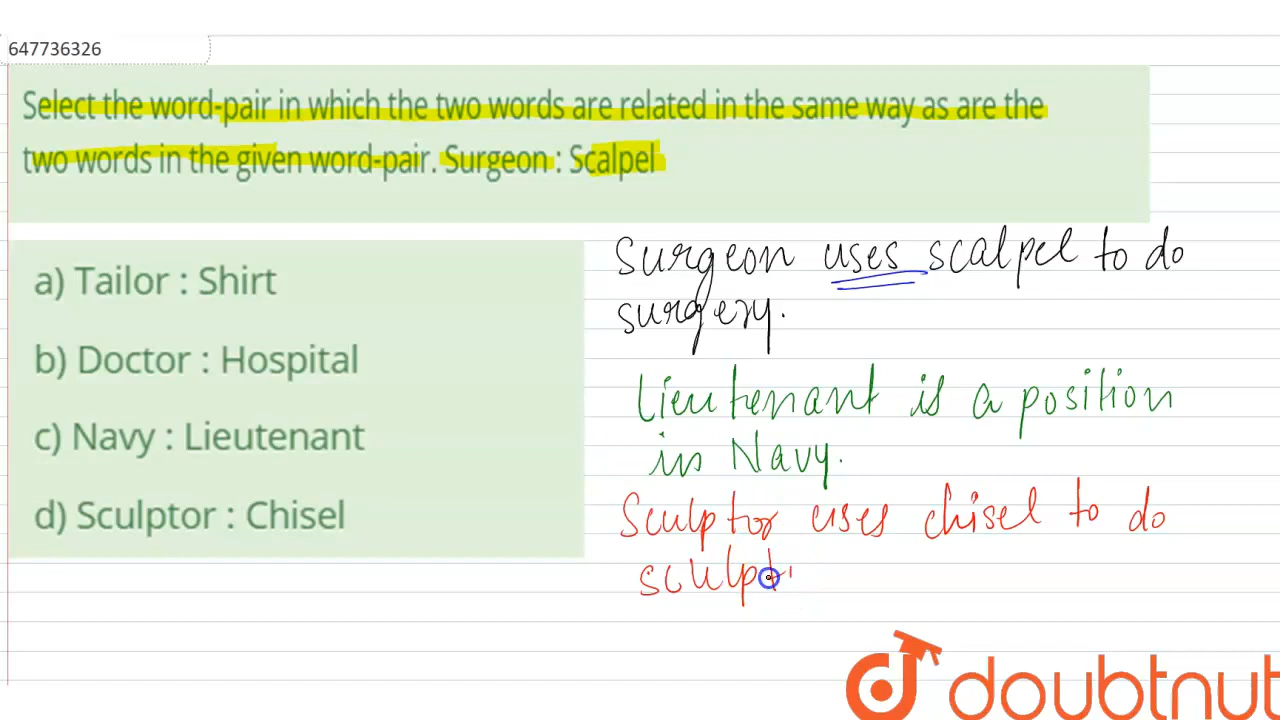 647736326
Select the word-pair in which the two words are related in the same way as are the
two words in the given word-pair. Surgeon : Scalpel
a) Tailor : Shirt
b) Doctor : Hospital
c) Navy : Lieutenant
d) Sculptor : Chisel
Surgeon uses scalpel to do
surgery.
Lieutenant is a position
in Navy.
Sculptor uses chisel to do
sculpt
doubtnut